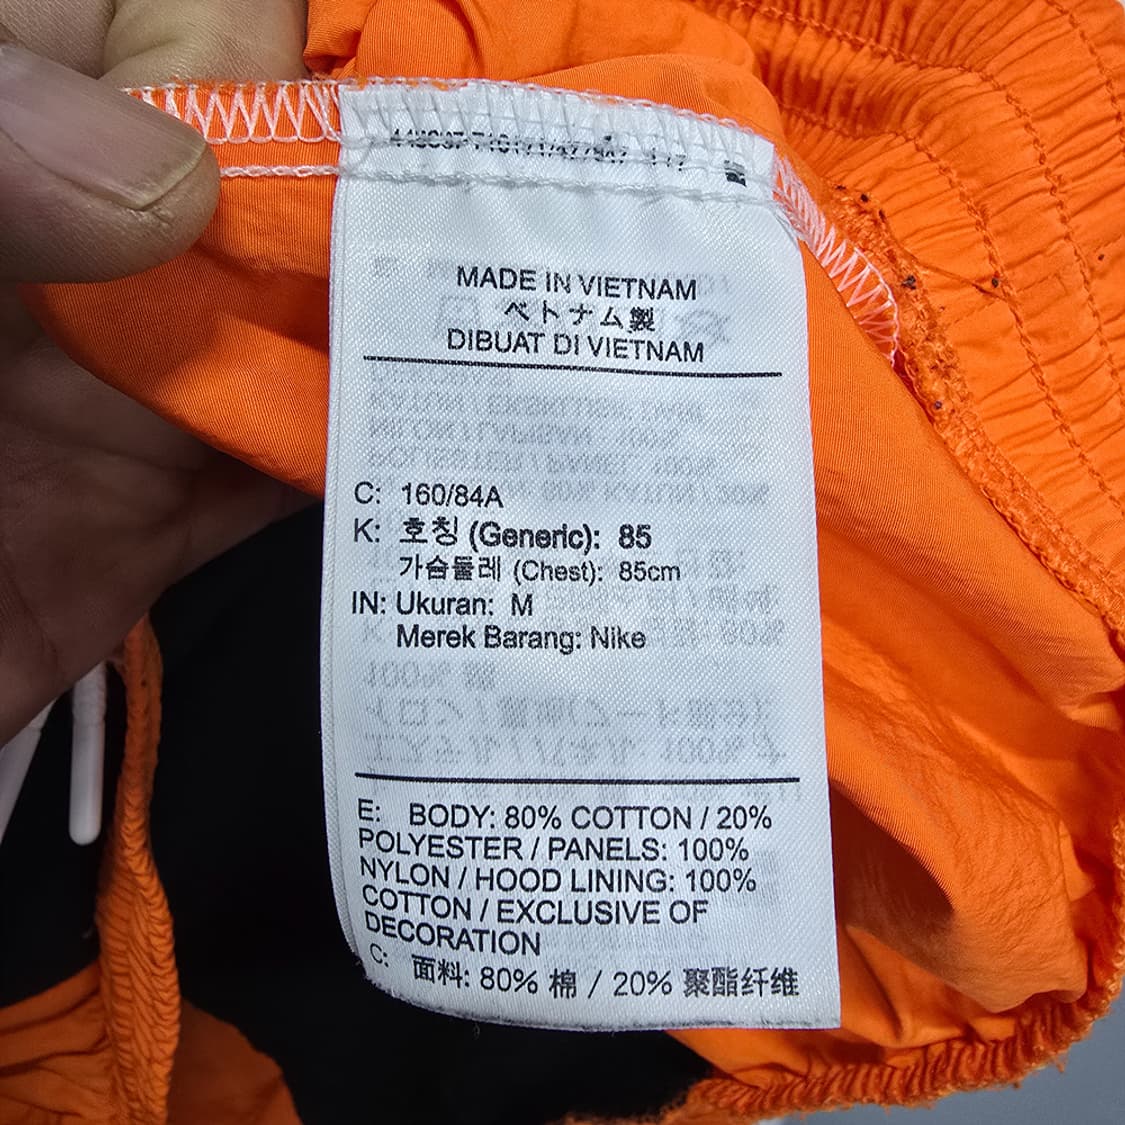 MADE IN VIETNAM
ベトナム製
DIBUAT DI VIETNAM
C: 160/84A
K: 호칭 (Generic): 85
가슴둘레 (Chest): 85cm
IN: Ukuran: M
Merek Barang: Nike
E: BODY: 80% COTTON / 20%
POLYESTER / PANELS: 100%
NYLON / HOOD LINING: 100%
COTTON / EXCLUSIVE OF
DECORATION
C: 面料: 80% 棉 / 20% 聚酯纤维